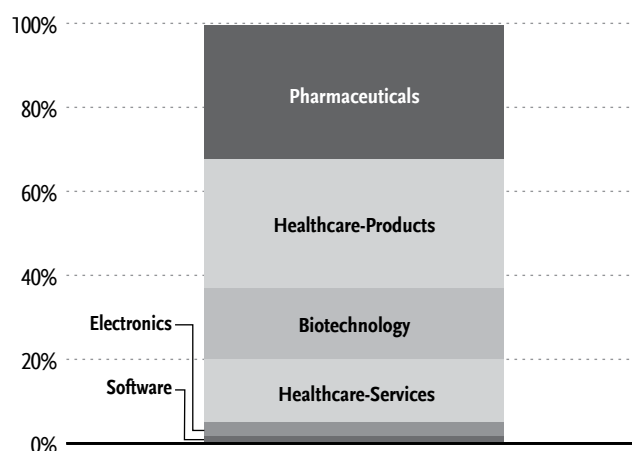 100%
Pharmaceuticals
80%
60%
Healthcare-Products
40%
Electronics
Biotechnology
20%
Software
Healthcare-Services
0%